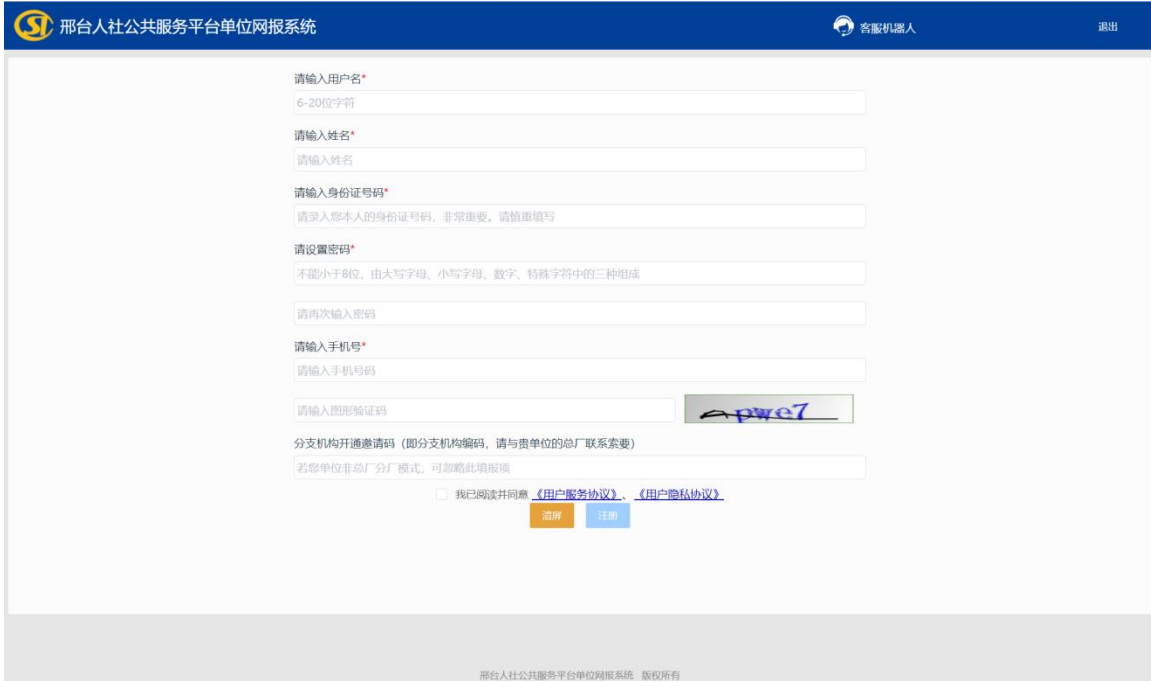 邢台人社公共服务平台单位网报系统 客服机器人 退出
请输入用户名*
6-20位字符
请输入姓名*
请输入姓名
请输入身份证号码*
请录入您本人的身份证号码，非常重要。请慎重填写
请设置密码*
不能小于8位，由大写字母、小写字母、数字、特殊字符中的三种组成
请再次输入密码
请输入手机号*
请输入手机号码
请输入图形验证码 apwe7
分支机构开通邀请码（即分支机构编码，请与贵单位的总厂联系索要）
若您单位非总厂分厂模式，可忽略此填报项
我已阅读并同意《用户服务协议》、《用户隐私协议》
清屏 注册
邢台人社公共服务平台单位网报系统 版权所有